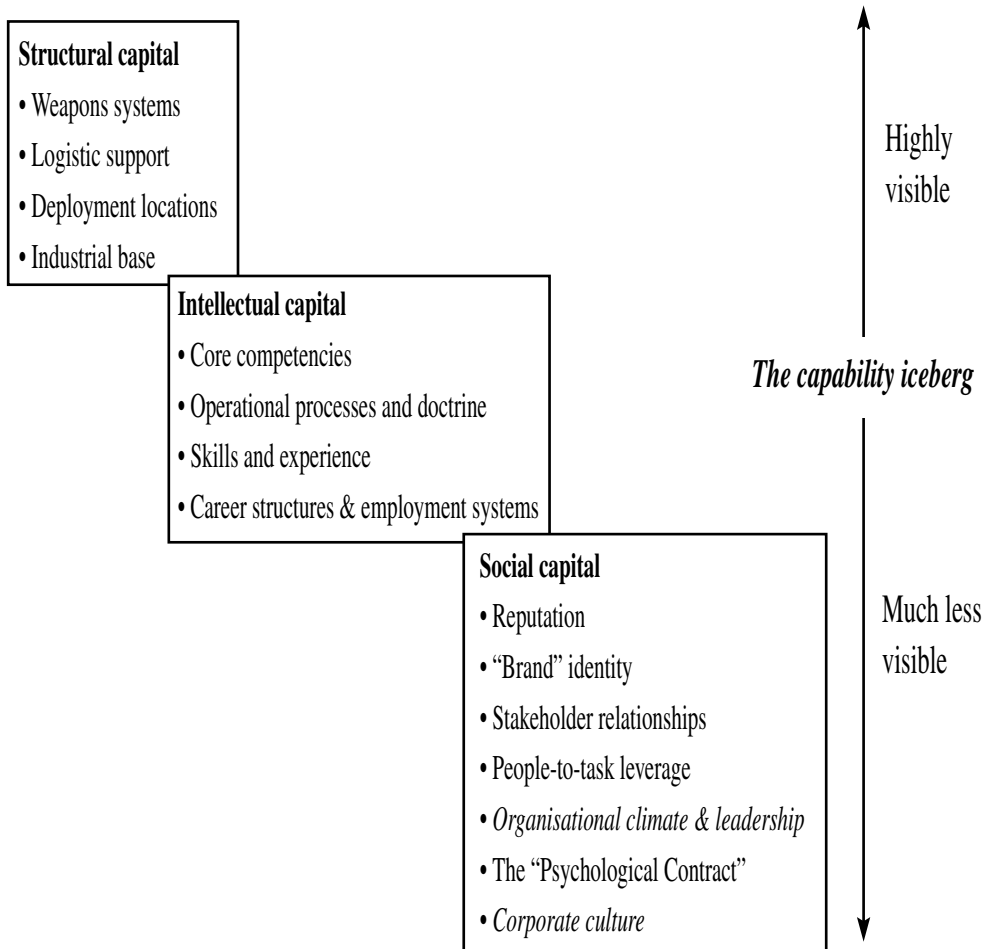 Structural capital
• Weapons systems
• Logistic support
• Deployment locations
• Industrial base
Intellectual capital
• Core competencies
• Operational processes and doctrine
• Skills and experience
• Career structures & employment systems
Social capital
• Reputation
• “Brand” identity
• Stakeholder relationships
• People-to-task leverage
• Organisational climate & leadership
• The “Psychological Contract”
• Corporate culture
Highly
visible
The capability iceberg
Much less
visible